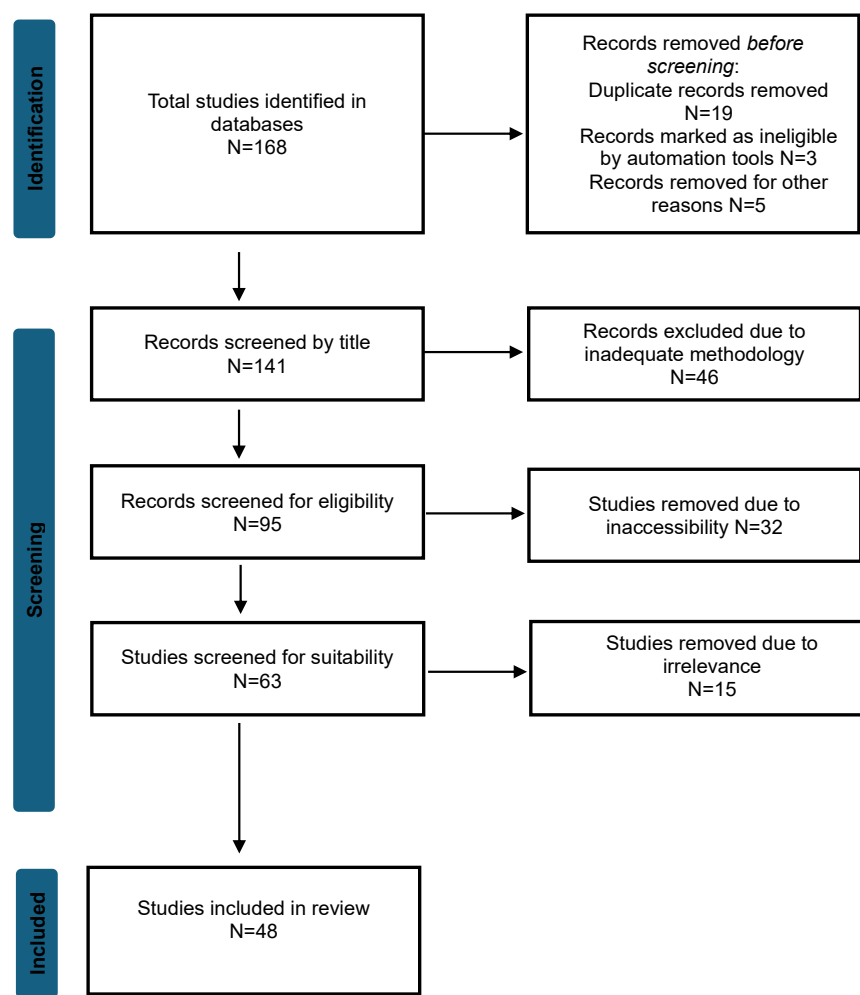 Identification
Total studies identified in
databases
N=168
Records removed before
screening:
Duplicate records removed
N=19
Records marked as ineligible
by automation tools N=3
Records removed for other
reasons N=5
Screening
Records screened by title
N=141
Records excluded due to
inadequate methodology
N=46
Records screened for eligibility
N=95
Studies removed due to
inaccessibility N=32
Studies screened for suitability
N=63
Studies removed due to
irrelevance
N=15
Included
Studies included in review
N=48